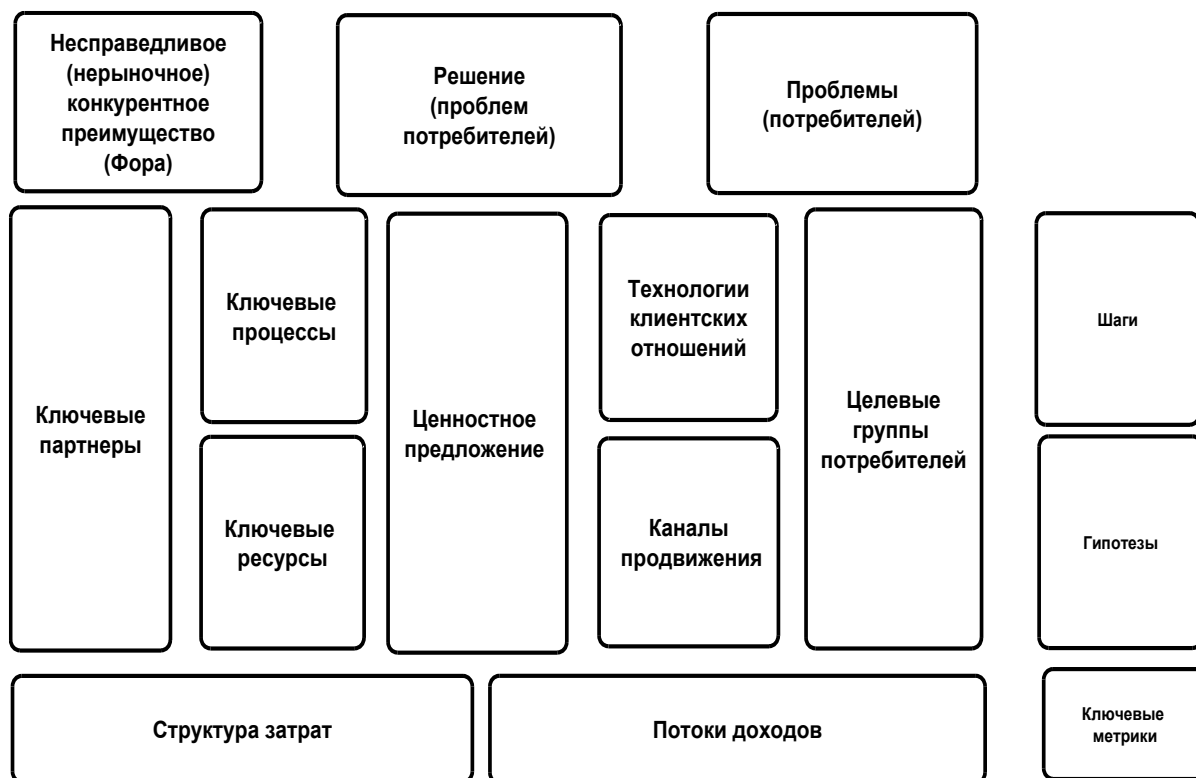 Несправедливое
(нерыночное)
конкурентное
преимущество
(Фора)
Решение
(проблем
потребителей)
Проблемы
(потребителей)
Ключевые
партнеры
Ключевые
процессы
Ключевые
ресурсы
Ценностное
предложение
Технологии
клиентских
отношений
Каналы
продвижения
Целевые
группы
потребителей
Шаги
Гипотезы
Структура затрат
Потоки доходов
Ключевые
метрики